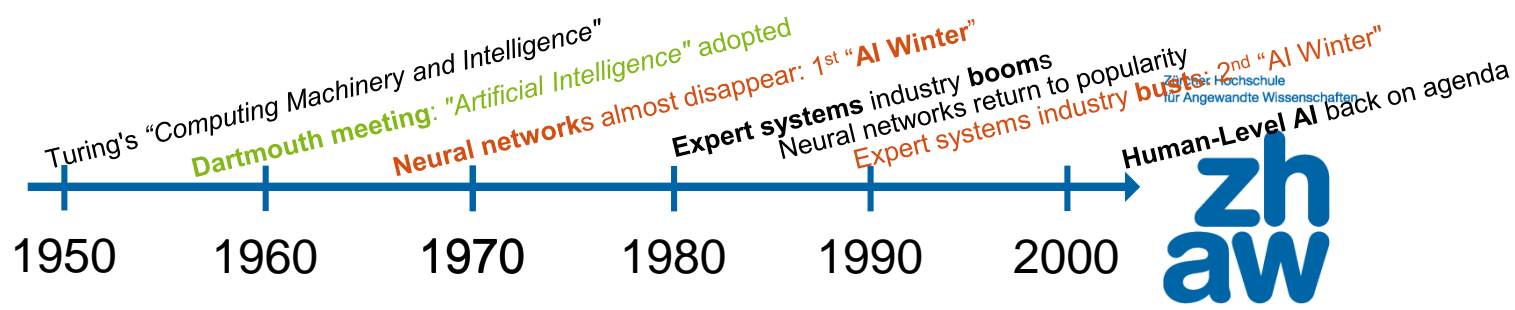 Turing's “Computing Machinery and Intelligence"
Dartmouth meeting: "Artificial Intelligence" adopted
Neural networks almost disappear: 1st “AI Winter”
Expert systems industry booms
Neural networks return to popularity
Expert systems industry busts: 2nd “AI Winter"
Human-Level AI back on agenda
Zürcher Hochschule
für Angewandte Wissenschaften
zh
aw
1950 1960 1970 1980 1990 2000